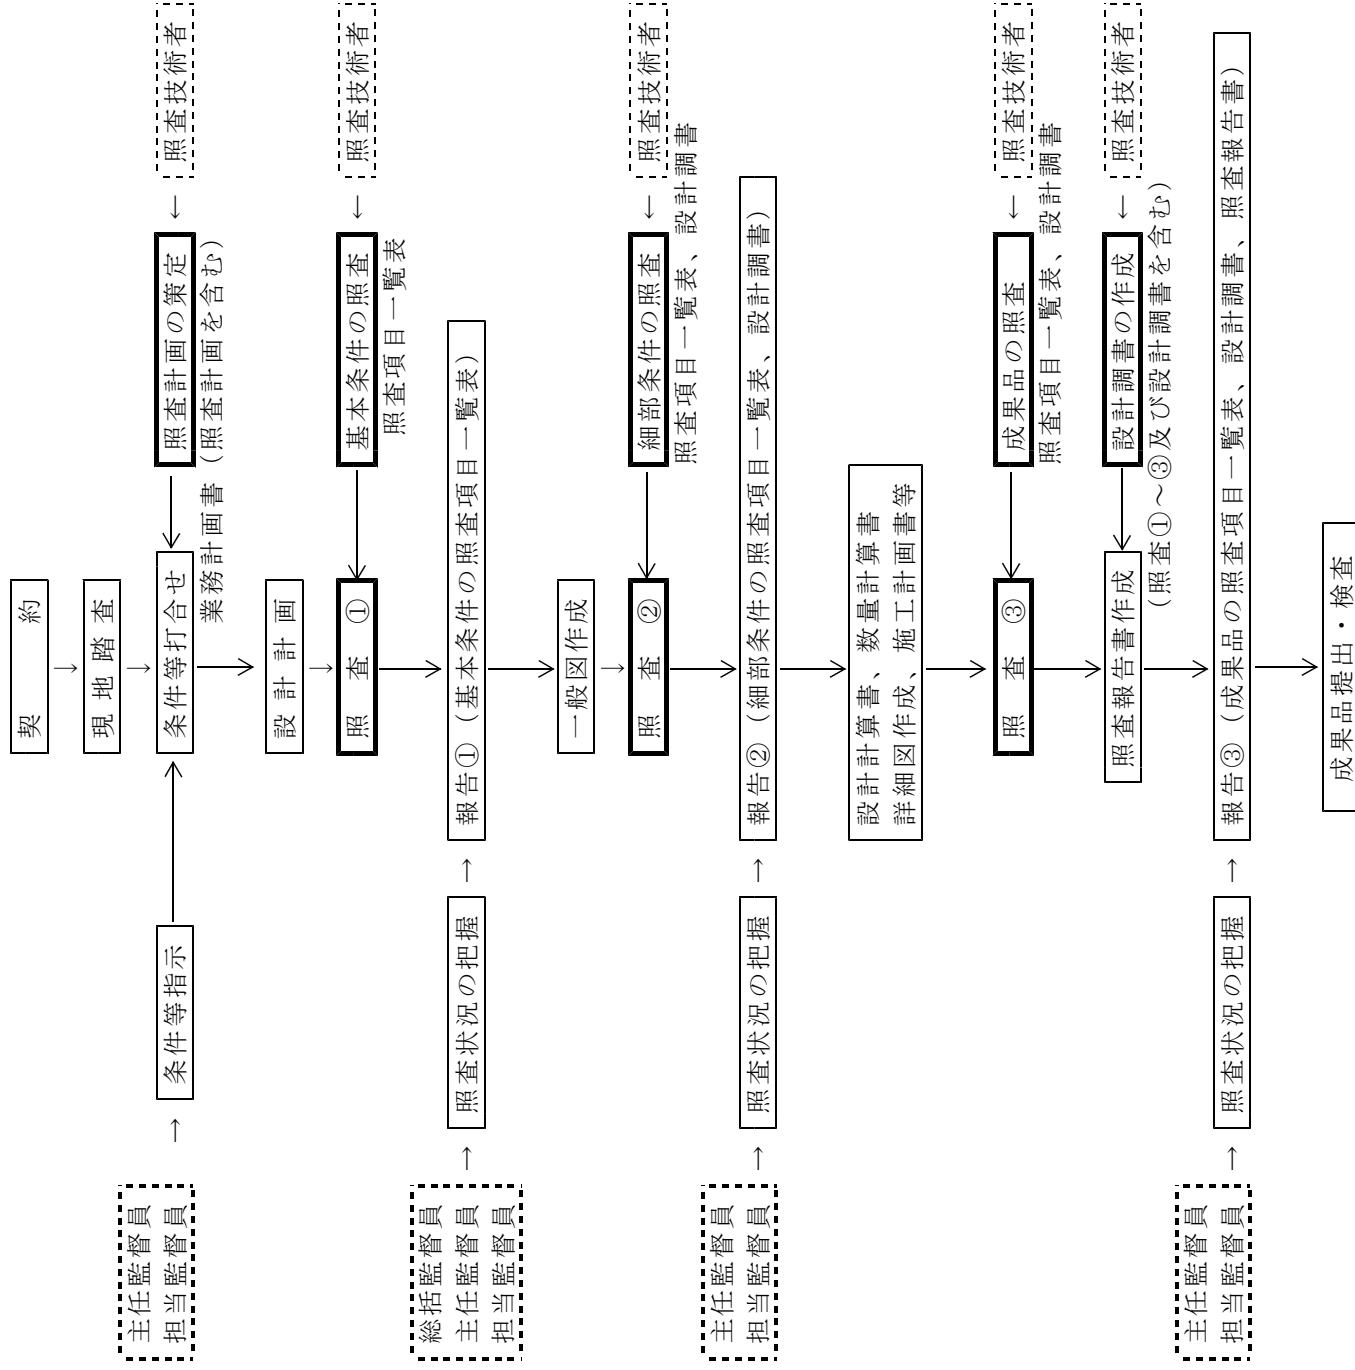 契　　約
現 地 踏 査
主任監督員
担当監督員
条件等指示
条件等打合せ
照査計画の策定
照査技術者
業務計画書（照査計画を含む）
設 計 計 画
照　査　①
基本条件の照査
照査技術者
照査項目一覧表
総括監督員
主任監督員
担当監督員
照査状況の把握
報告①（基本条件の照査項目一覧表）
一般図作成
照　査　②
細部条件の照査
照査技術者
照査項目一覧表、設計調書
主任監督員
担当監督員
照査状況の把握
報告②（細部条件の照査項目一覧表、設計調書）
設計計算書、数量計算書
詳細図作成、施工計画書等
照　査　③
成果品の照査
照査技術者
照査項目一覧表、設計調書
照査報告書作成
設計調書の作成
照査技術者
（照査①～③及び設計調書を含む）
主任監督員
担当監督員
照査状況の把握
報告③（成果品の照査項目一覧表、設計調書、照査報告書）
成果品提出・検査